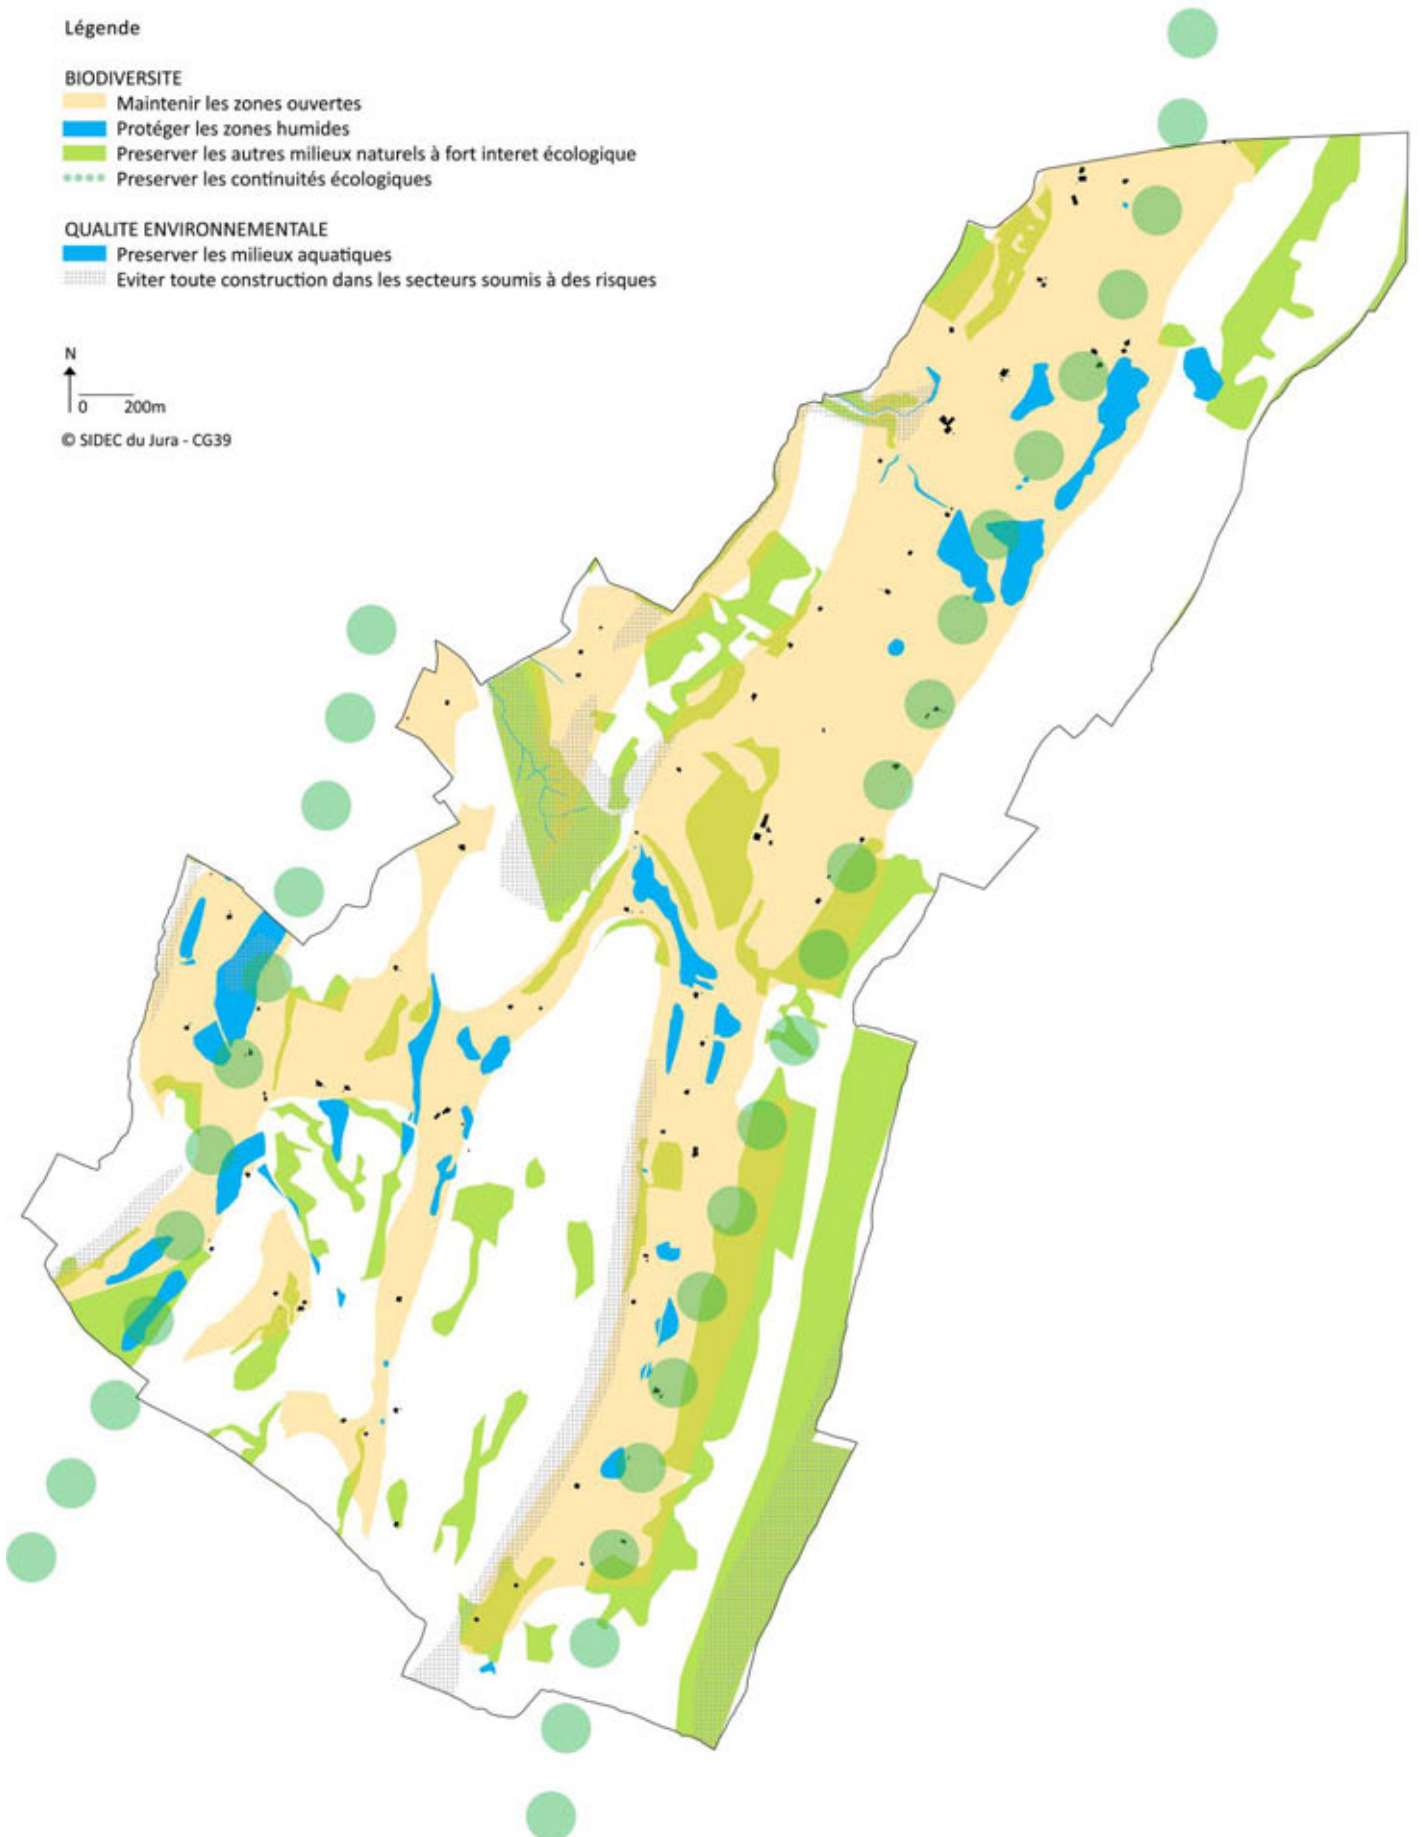 Légende
BIODIVERSITE
Maintenir les zones ouvertes
Protéger les zones humides
Preserver les autres milieux naturels à fort interet écologique
Preserver les continuités écologiques
QUALITE ENVIRONNEMENTALE
Preserver les milieux aquatiques
Eviter toute construction dans les secteurs soumis à des risques
N
0 200m
© SIDEC du Jura - CG39